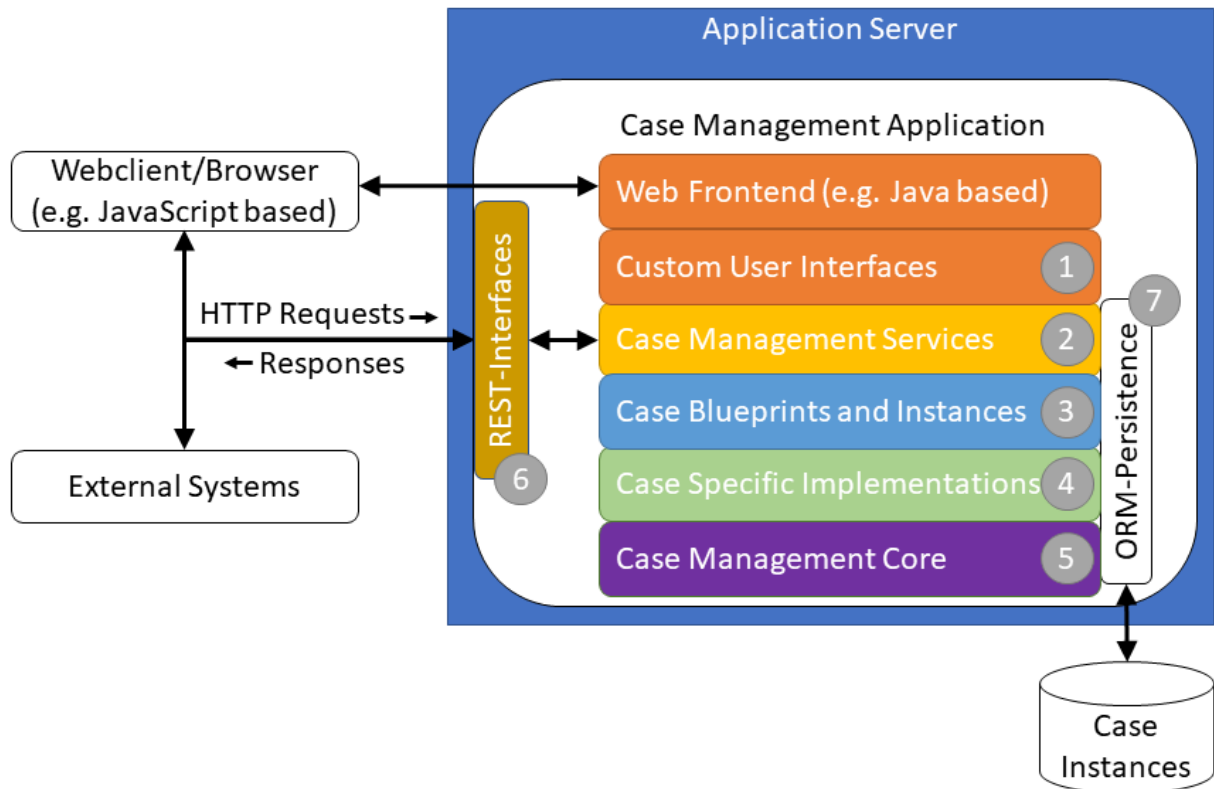 Application Server
Case Management Application
Webclient/Browser
(e.g. JavaScript based)
Web Frontend (e.g. Java based)
Custom User Interfaces
1
7
HTTP Requests
Responses
REST-Interfaces
6
Case Management Services
2
Case Blueprints and Instances
3
Case Specific Implementations
4
Case Management Core
5
ORM-Persistence
External Systems
Case
Instances